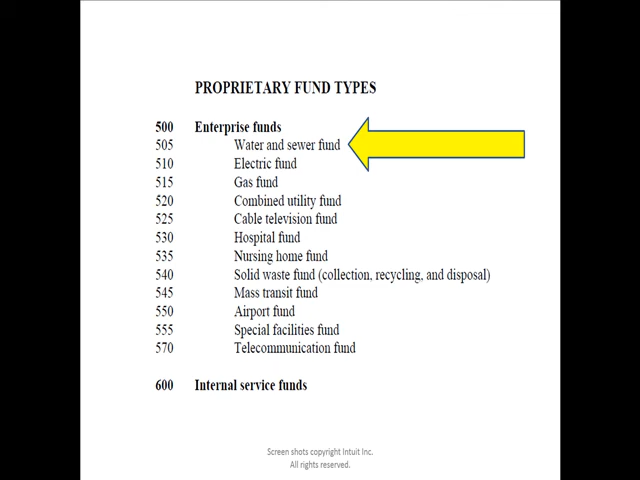 PROPRIETARY FUND TYPES
500 Enterprise funds
505 Water and sewer fund
510 Electric fund
515 Gas fund
520 Combined utility fund
525 Cable television fund
530 Hospital fund
535 Nursing home fund
540 Solid waste fund (collection, recycling, and disposal)
545 Mass transit fund
550 Airport fund
555 Special facilities fund
570 Telecommunication fund
600 Internal service funds
Screen shots copyright Intuit Inc.
All rights reserved.